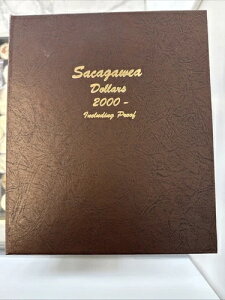 Sacagawea
Dollars
2000 -
Including Proof